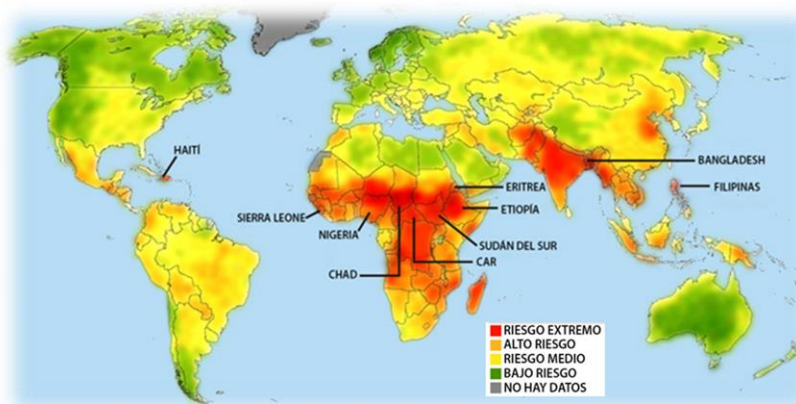 HAITÍ
BANGLADESH
ERITREA
FILIPINAS
ETIOPÍA
SIERRA LEONE
NIGERIA
SUDÁN DEL SUR
CAR
CHAD
RIESGO EXTREMO
ALTO RIESGO
RIESGO MEDIO
BAJO RIESGO
NO HAY DATOS